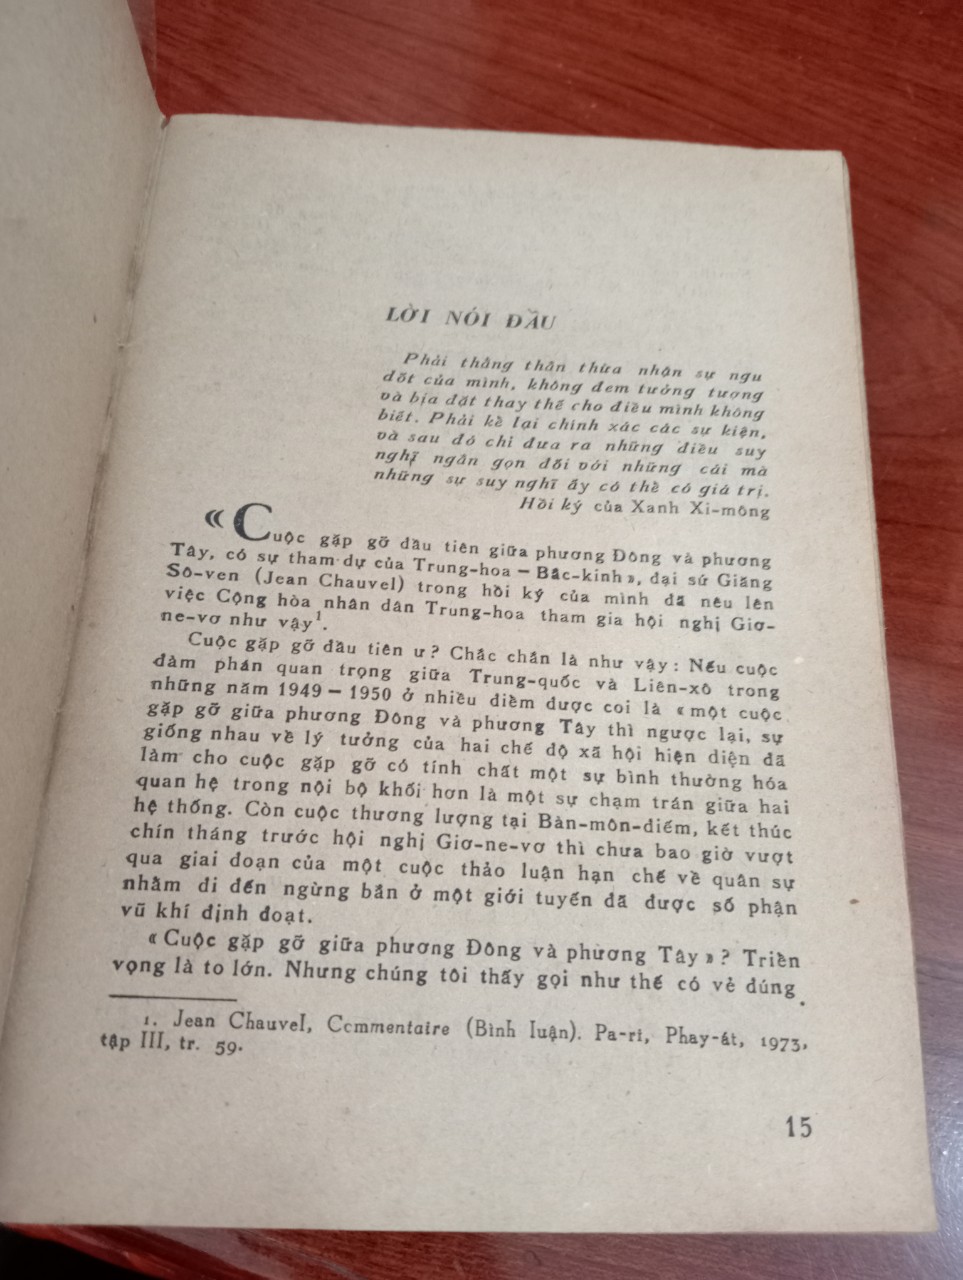 LỜI NÓI ĐẦU
Phải thẳng thắn thừa nhận sự ngu
dốt của mình, không đem tưởng tượng
và bịa đặt thay thế cho điều mình không
biết. Phải kể lại chính xác các sự kiện,
và sau đó chỉ đưa ra những điều suy
nghĩ ngắn gọn đối với những cái mà
những sự suy nghĩ ấy có thể có giá trị.
Hồi ký của Xanh Xi-mông
« Cuộc gặp gỡ đầu tiên giữa phương Đông và phương
Tây, có sự tham dự của Trung-hoa — Bắc-kinh », đại sứ Giăng
Sô-ven (Jean Chauvel) trong hồi ký của mình đã nêu lên
việc Cộng hòa nhân dân Trung-hoa tham gia hội nghị Giơ-
ne-vơ như vậy¹.
Cuộc gặp gỡ đầu tiên ư ? Chắc chắn là như vậy : Nếu cuộc
đàm phán quan trọng giữa Trung-quốc và Liên-xô trong
những năm 1949 — 1950 ở nhiều điểm được coi là « một cuộc
gặp gỡ giữa phương Đông và phương Tây thì ngược lại, sự
giống nhau về lý tưởng của hai chế độ xã hội hiện diện đã
làm cho cuộc gặp gỡ có tính chất một sự bình thường hóa
quan hệ trong nội bộ khối hơn là một sự chạm trán giữa hai
hệ thống. Còn cuộc thương lượng tại Bàn-môn-điếm, kết thúc
chín tháng trước hội nghị Giơ-ne-vơ thì chưa bao giờ vượt
qua giai đoạn của một cuộc thảo luận hạn chế về quân sự
nhằm đi đến ngừng bắn ở một giới tuyến đã được số phận
vũ khí định đoạt.
« Cuộc gặp gỡ giữa phương Đông và phương Tây » ? Triển
vọng là to lớn. Nhưng chúng tôi thấy gọi như thế có vẻ đúng
1. Jean Chauvel, Commentaire (Bình luận). Pa-ri, Phay-át, 1973,
tập III, tr. 59.
15